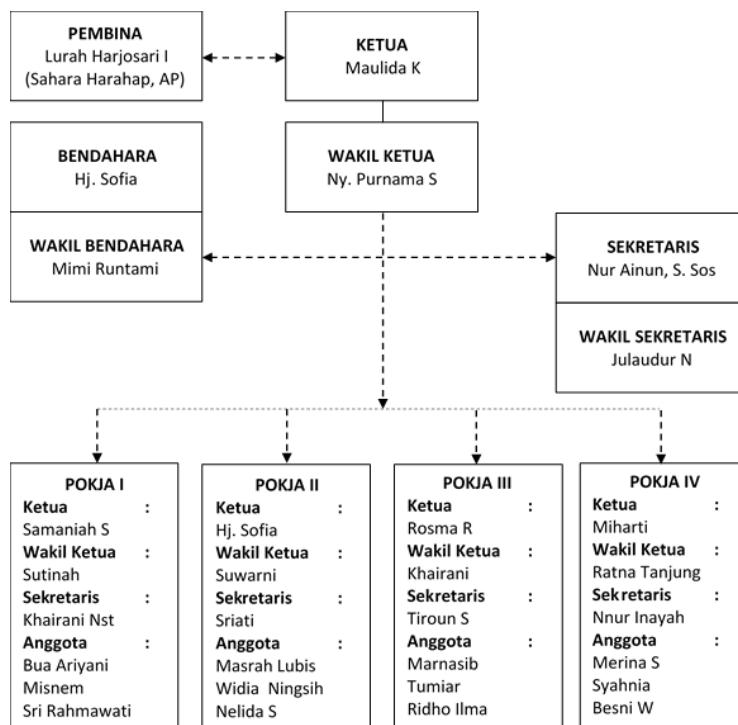 PEMBINA
Lurah Harjosari I
(Sahara Harahap, AP)
KETUA
Maulida K
BENDAHARA
Hj. Sofia
WAKIL KETUA
Ny. Purnama S
WAKIL BENDAHARA
Mimi Runtami
SEKRETARIS
Nur Ainun, S. Sos
WAKIL SEKRETARIS
Julaudur N
POKJA I
Ketua :
Samaniah S
Wakil Ketua :
Sutinah
Sekretaris :
Khairani Nst
Anggota :
Bua Ariyani
Misnem
Sri Rahmawati
POKJA II
Ketua :
Hj. Sofia
Wakil Ketua :
Suwarni
Sekretaris :
Sriati
Anggota :
Masrah Lubis
Widia Ningsih
Nelida S
POKJA III
Ketua :
Rosma R
Wakil Ketua :
Khairani
Sekretaris :
Tiroun S
Anggota :
Marnasib
Tumiar
Ridho Ilma
POKJA IV
Ketua :
Miharti
Wakil Ketua :
Ratna Tanjung
Sekretaris :
Nnur Inayah
Anggota :
Merina S
Syahnia
Besni W